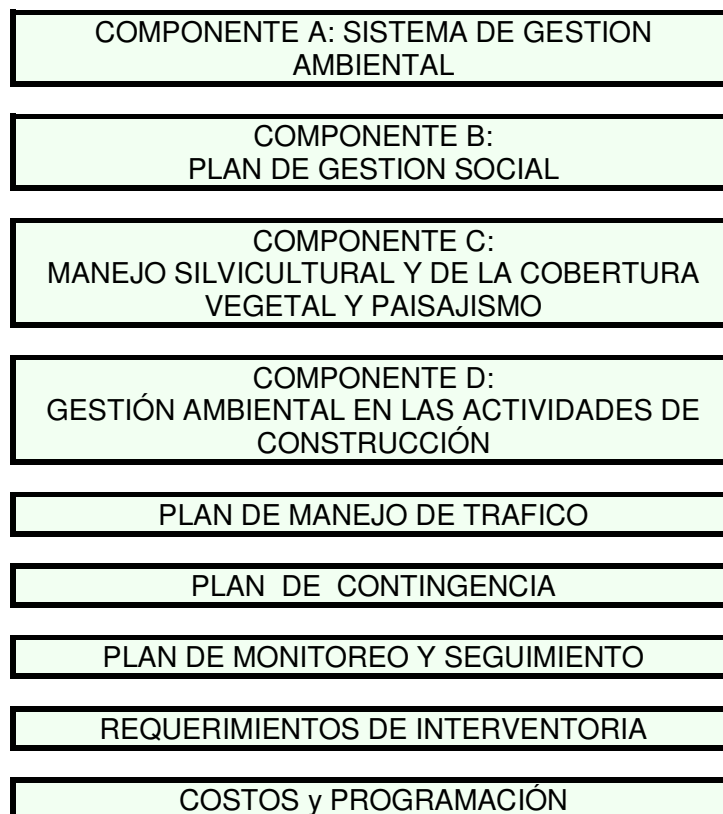 COMPONENTE A: SISTEMA DE GESTION
AMBIENTAL
COMPONENTE B:
PLAN DE GESTION SOCIAL
COMPONENTE C:
MANEJO SILVICULTURAL Y DE LA COBERTURA
VEGETAL Y PAISAJISMO
COMPONENTE D:
GESTIÓN AMBIENTAL EN LAS ACTIVIDADES DE
CONSTRUCCIÓN
PLAN DE MANEJO DE TRAFICO
PLAN DE CONTINGENCIA
PLAN DE MONITOREO Y SEGUIMIENTO
REQUERIMIENTOS DE INTERVENTORIA
COSTOS y PROGRAMACIÓN